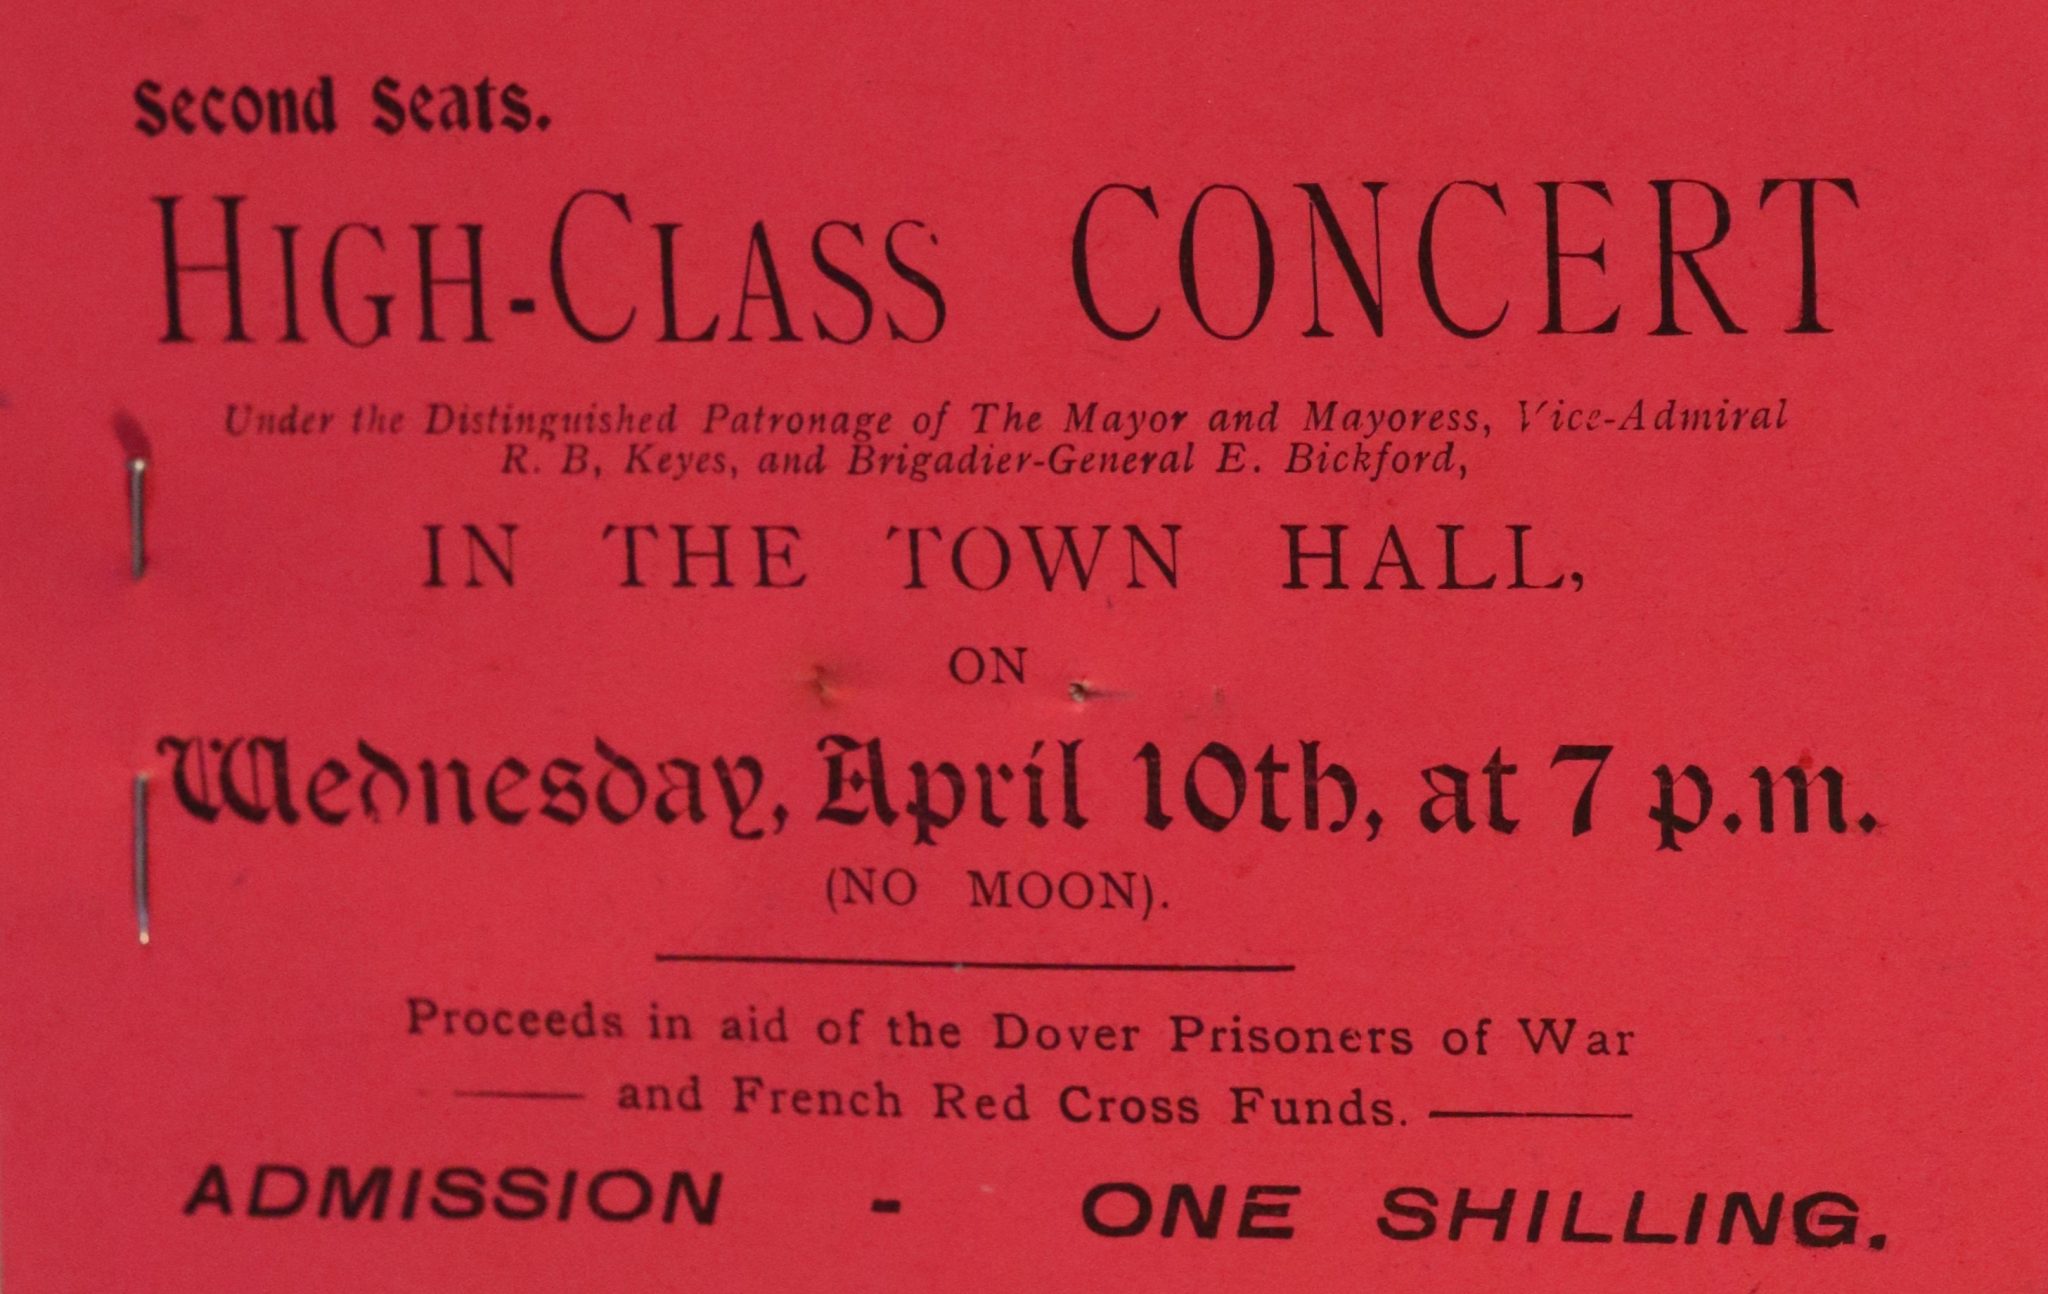 Second Seats.
HIGH-CLASS CONCERT
Under the Distinguished Patronage of The Mayor and Mayoress, Vice-Admiral
R. B, Keyes, and Brigadier-General E. Bickford,
IN THE TOWN HALL,
ON
Wednesday, April 10th, at 7 p.m.
(NO MOON).
Proceeds in aid of the Dover Prisoners of War
and French Red Cross Funds.
ADMISSION - ONE SHILLING.